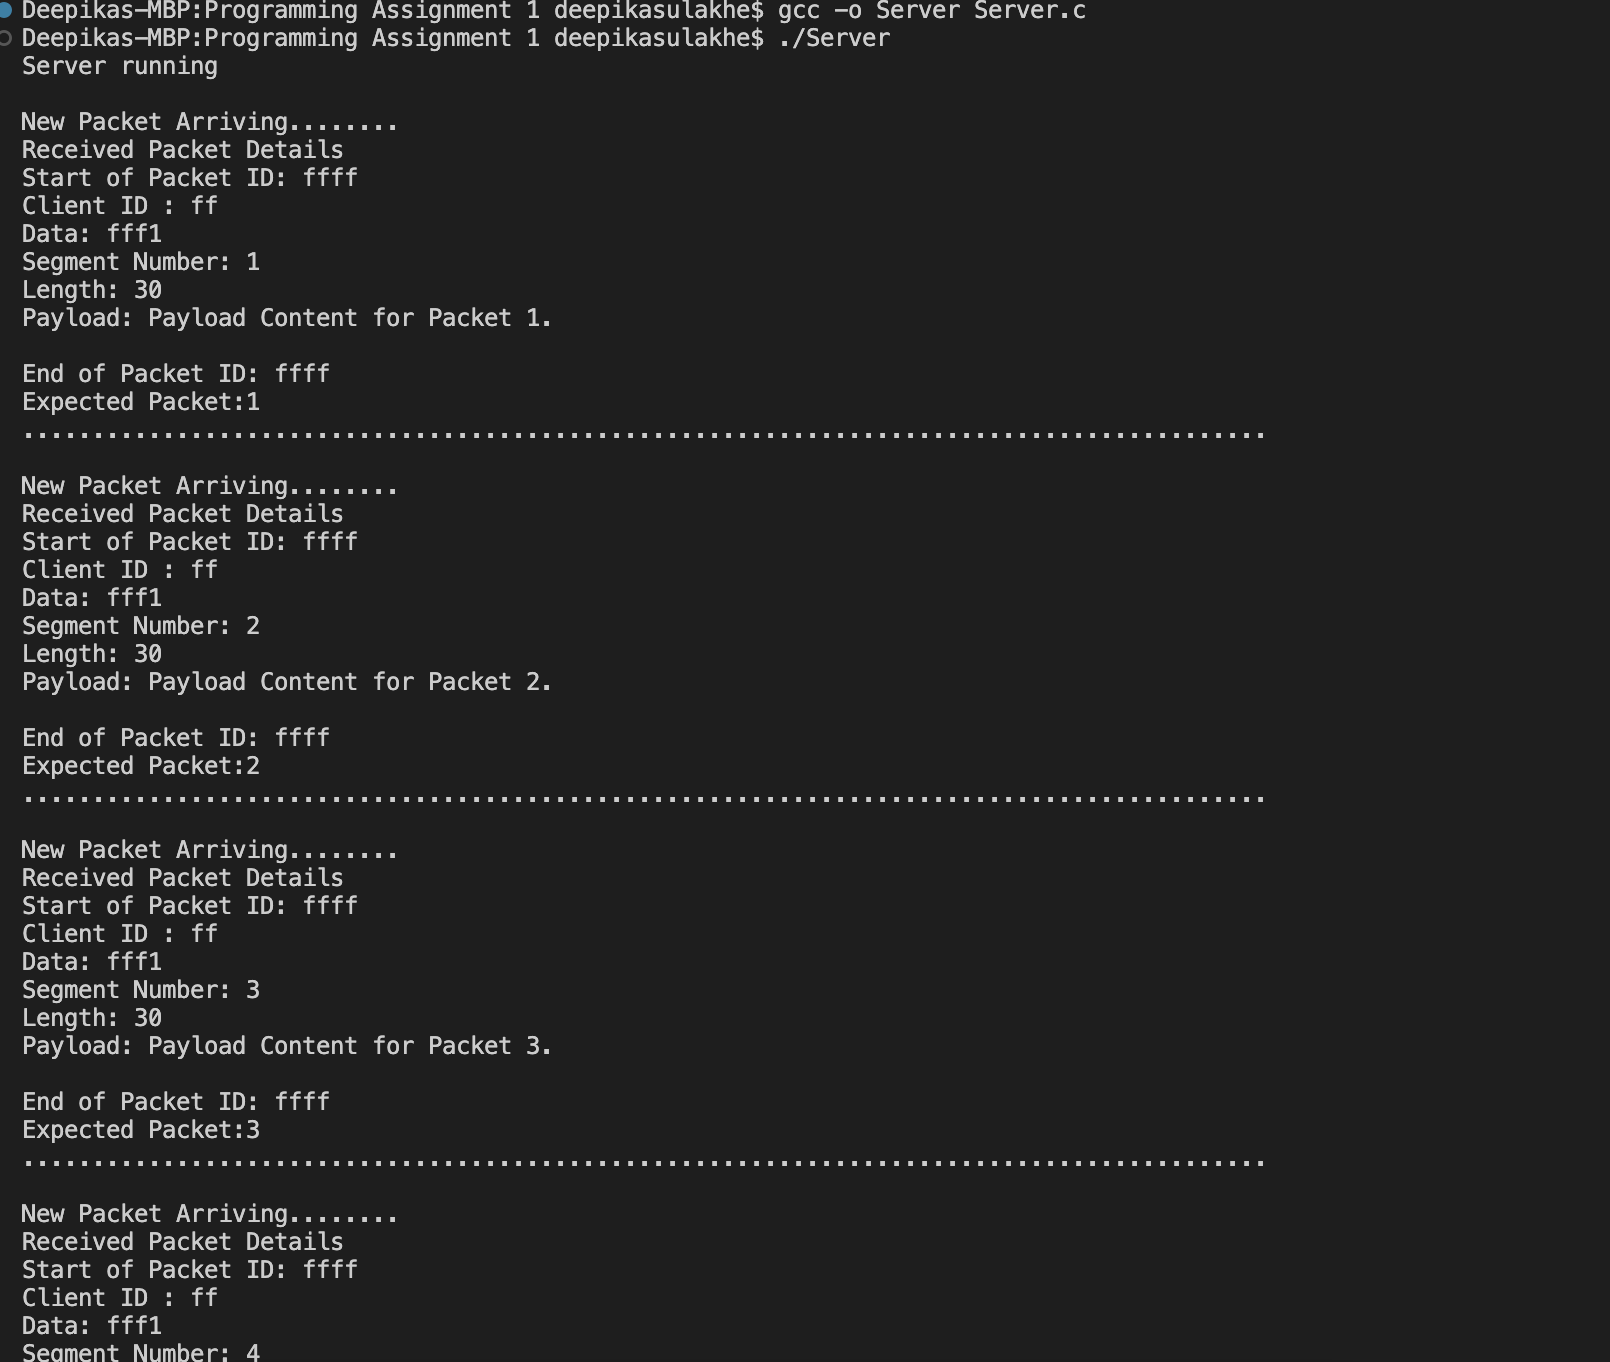 Deepikas-MBP:Programming Assignment 1 deepikasulakhe$ gcc -o Server Server.c
Deepikas-MBP:Programming Assignment 1 deepikasulakhe$ ./Server
Server running
New Packet Arriving........
Received Packet Details
Start of Packet ID: ffff
Client ID : ff
Data: fff1
Segment Number: 1
Length: 30
Payload: Payload Content for Packet 1.
End of Packet ID: ffff
Expected Packet:1
.........................................................................................
New Packet Arriving........
Received Packet Details
Start of Packet ID: ffff
Client ID : ff
Data: fff1
Segment Number: 2
Length: 30
Payload: Payload Content for Packet 2.
End of Packet ID: ffff
Expected Packet:2
.........................................................................................
New Packet Arriving........
Received Packet Details
Start of Packet ID: ffff
Client ID : ff
Data: fff1
Segment Number: 3
Length: 30
Payload: Payload Content for Packet 3.
End of Packet ID: ffff
Expected Packet:3
.........................................................................................
New Packet Arriving........
Received Packet Details
Start of Packet ID: ffff
Client ID : ff
Data: fff1
Segment Number: 4